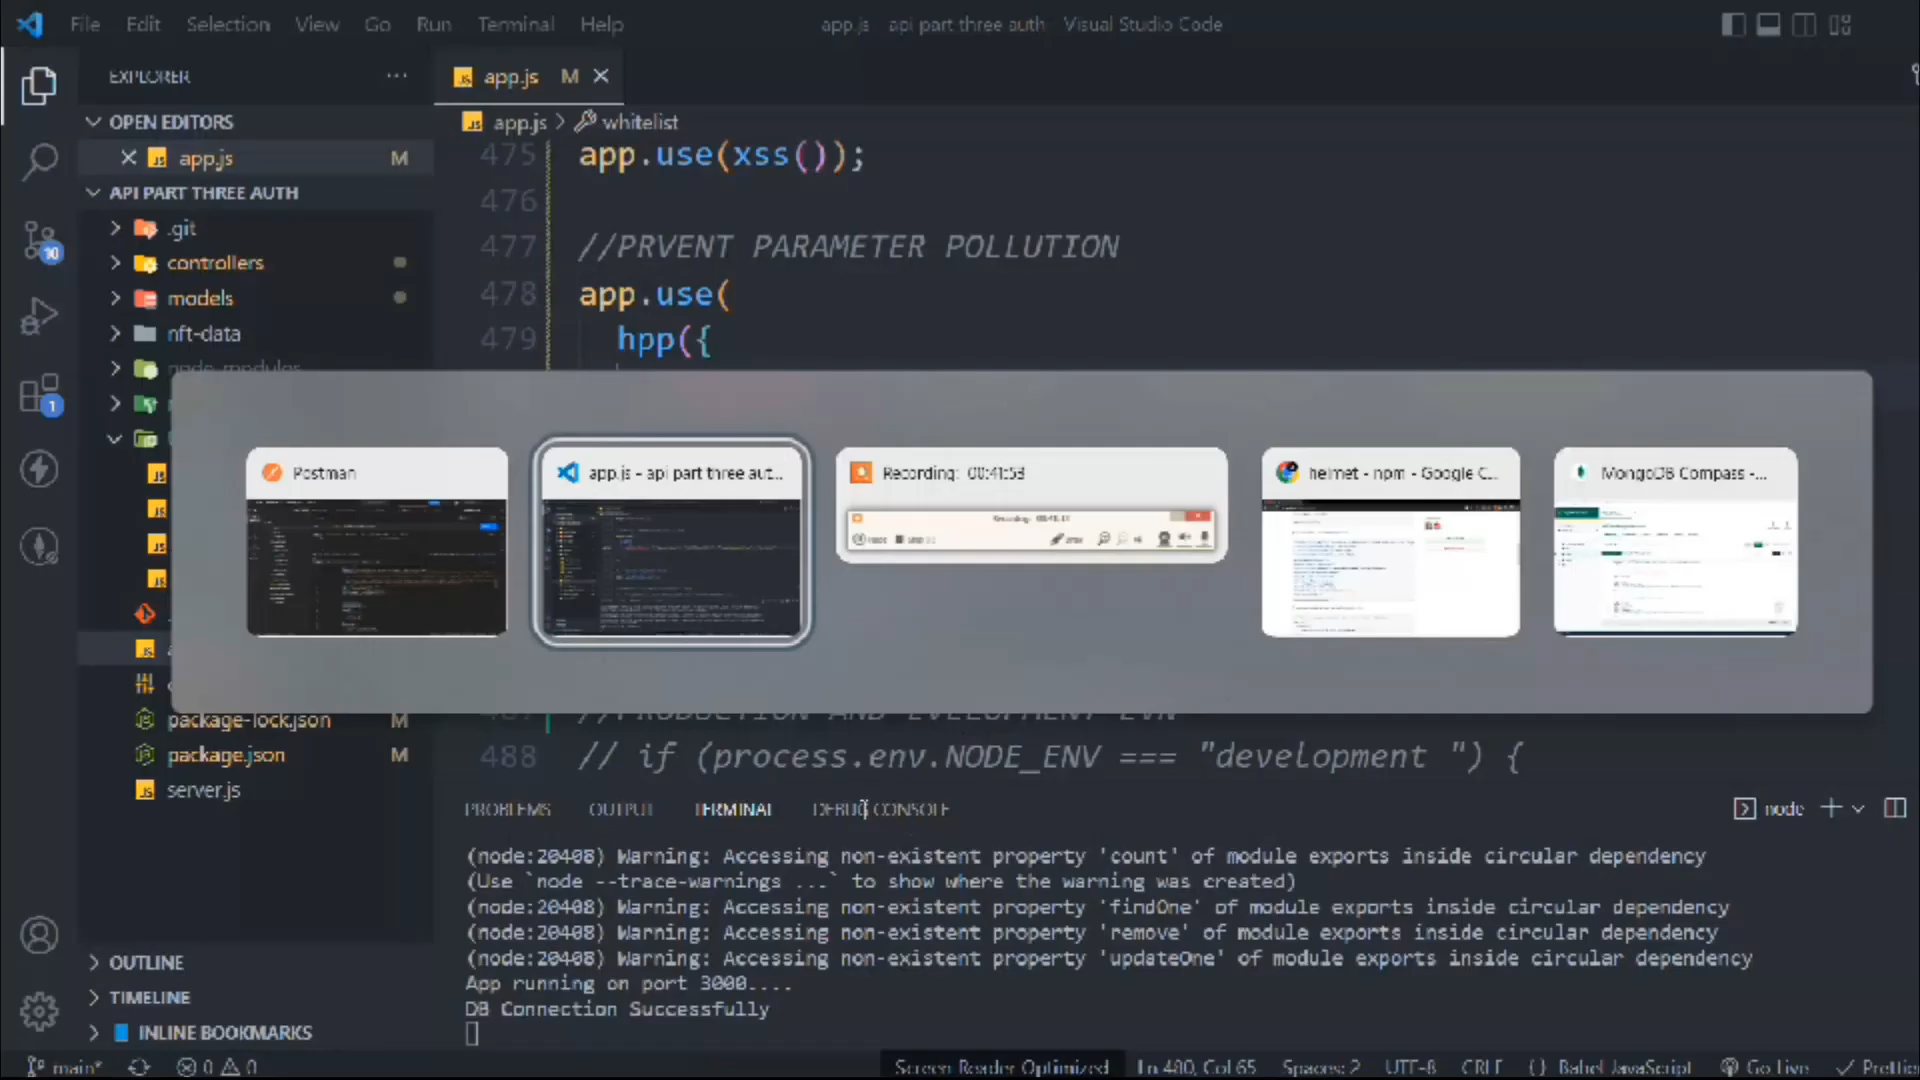 File Edit Selection View Go Run Terminal Help
app.js api part three auth Visual Studio Code
EXPLORER ...
app.js M
OPEN EDITORS
app.js > whitelist
app.js M
API PART THREE AUTH
.git
controllers
models
nft-data
node_modules
475 app.use(xss());
476
477 //PRVENT PARAMETER POLLUTION
478 app.use(
479 hpp({
Postman
app.js - api part three aut...
Recording: 00:41:53
helmet - npm - Google C...
MongoDB Compass -...
package-lock.json M
package.json M
server.js
488 // if (process.env.NODE_ENV === "development ") {
PROBLEMS OUTPUT TERMINAL DEBUG CONSOLE
node
(node:20408) Warning: Accessing non-existent property 'count' of module exports inside circular dependency
(Use `node --trace-warnings ...` to show where the warning was created)
(node:20408) Warning: Accessing non-existent property 'findOne' of module exports inside circular dependency
(node:20408) Warning: Accessing non-existent property 'remove' of module exports inside circular dependency
(node:20408) Warning: Accessing non-existent property 'updateOne' of module exports inside circular dependency
App running on port 3000....
DB Connection Successfully
OUTLINE
TIMELINE
INLINE BOOKMARKS
10
1
main* 0 0
Screen Reader Optimized Ln 480, Col 65 Spaces: 2 UTF-8 CRLF {} Babel JavaScript Go Live